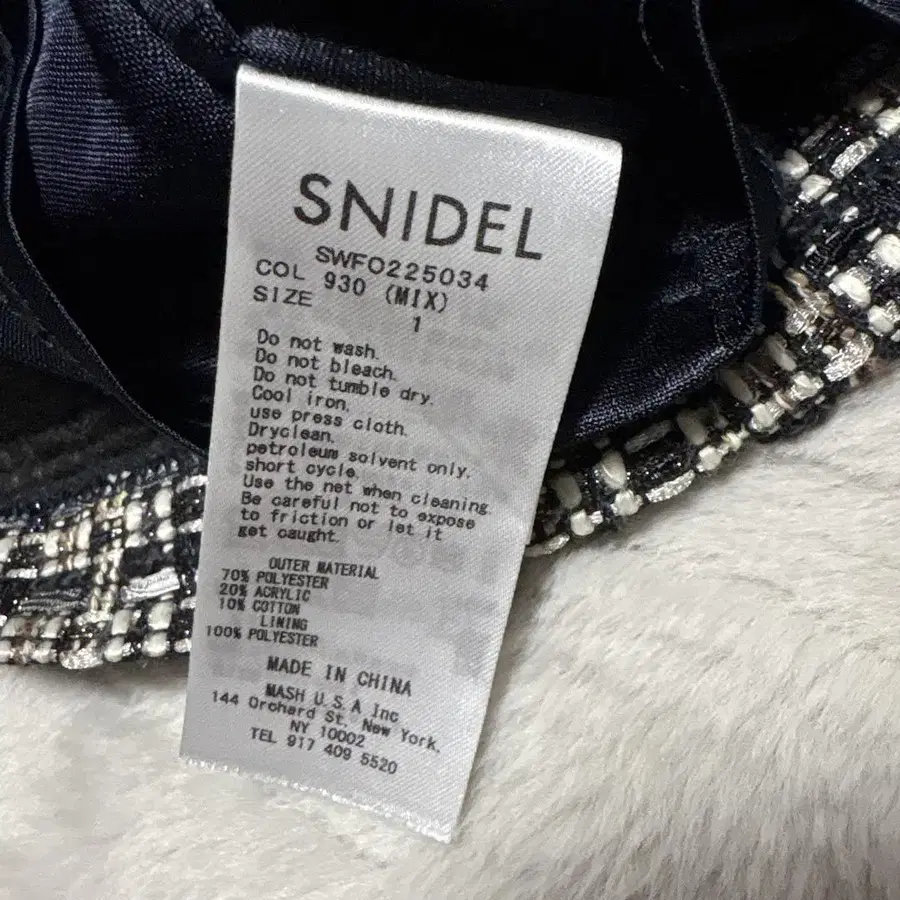 SNIDEL
SWFO225034
COL 930 (MIX)
SIZE 1
Do not wash.
Do not bleach.
Do not tumble dry.
Cool iron,
use press cloth.
Dryclean,
petroleum solvent only,
short cycle.
Use the net when cleaning.
Be careful not to expose
to friction or let it
get caught.
OUTER MATERIAL
70% POLYESTER
20% ACRYLIC
10% COTTON
LINING
100% POLYESTER
MADE IN CHINA
MASH U.S.A Inc
144 Orchard St, New York,
NY 10002
TEL 917 409 5520